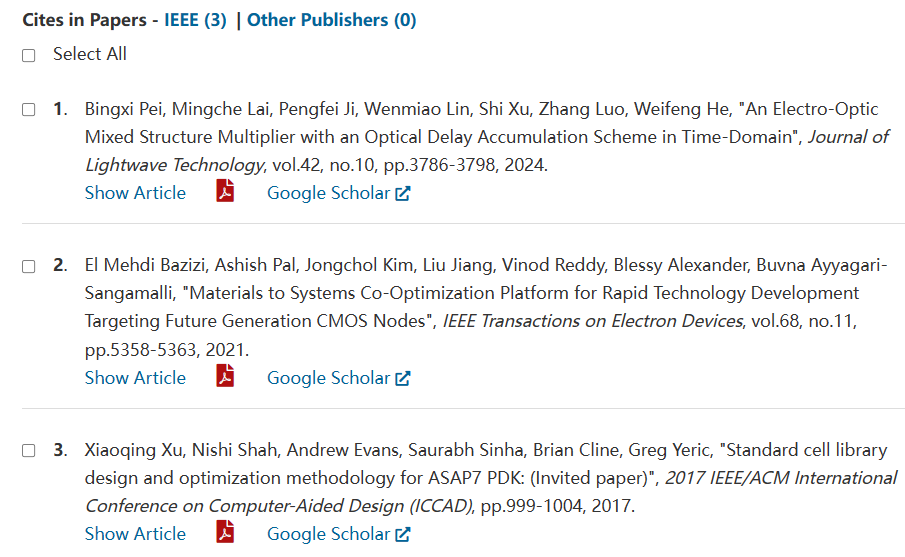 Cites in Papers - IEEE (3) | Other Publishers (0)
Select All
1. Bingxi Pei, Mingche Lai, Pengfei Ji, Wenmiao Lin, Shi Xu, Zhang Luo, Weifeng He, "An Electro-Optic
Mixed Structure Multiplier with an Optical Delay Accumulation Scheme in Time-Domain", Journal of
Lightwave Technology, vol.42, no.10, pp.3786-3798, 2024.
Show Article Google Scholar
2. El Mehdi Bazizi, Ashish Pal, Jongchol Kim, Liu Jiang, Vinod Reddy, Blessy Alexander, Buvna Ayyagari-
Sangamalli, "Materials to Systems Co-Optimization Platform for Rapid Technology Development
Targeting Future Generation CMOS Nodes", IEEE Transactions on Electron Devices, vol.68, no.11,
pp.5358-5363, 2021.
Show Article Google Scholar
3. Xiaoqing Xu, Nishi Shah, Andrew Evans, Saurabh Sinha, Brian Cline, Greg Yeric, "Standard cell library
design and optimization methodology for ASAP7 PDK: (Invited paper)", 2017 IEEE/ACM International
Conference on Computer-Aided Design (ICCAD), pp.999-1004, 2017.
Show Article Google Scholar